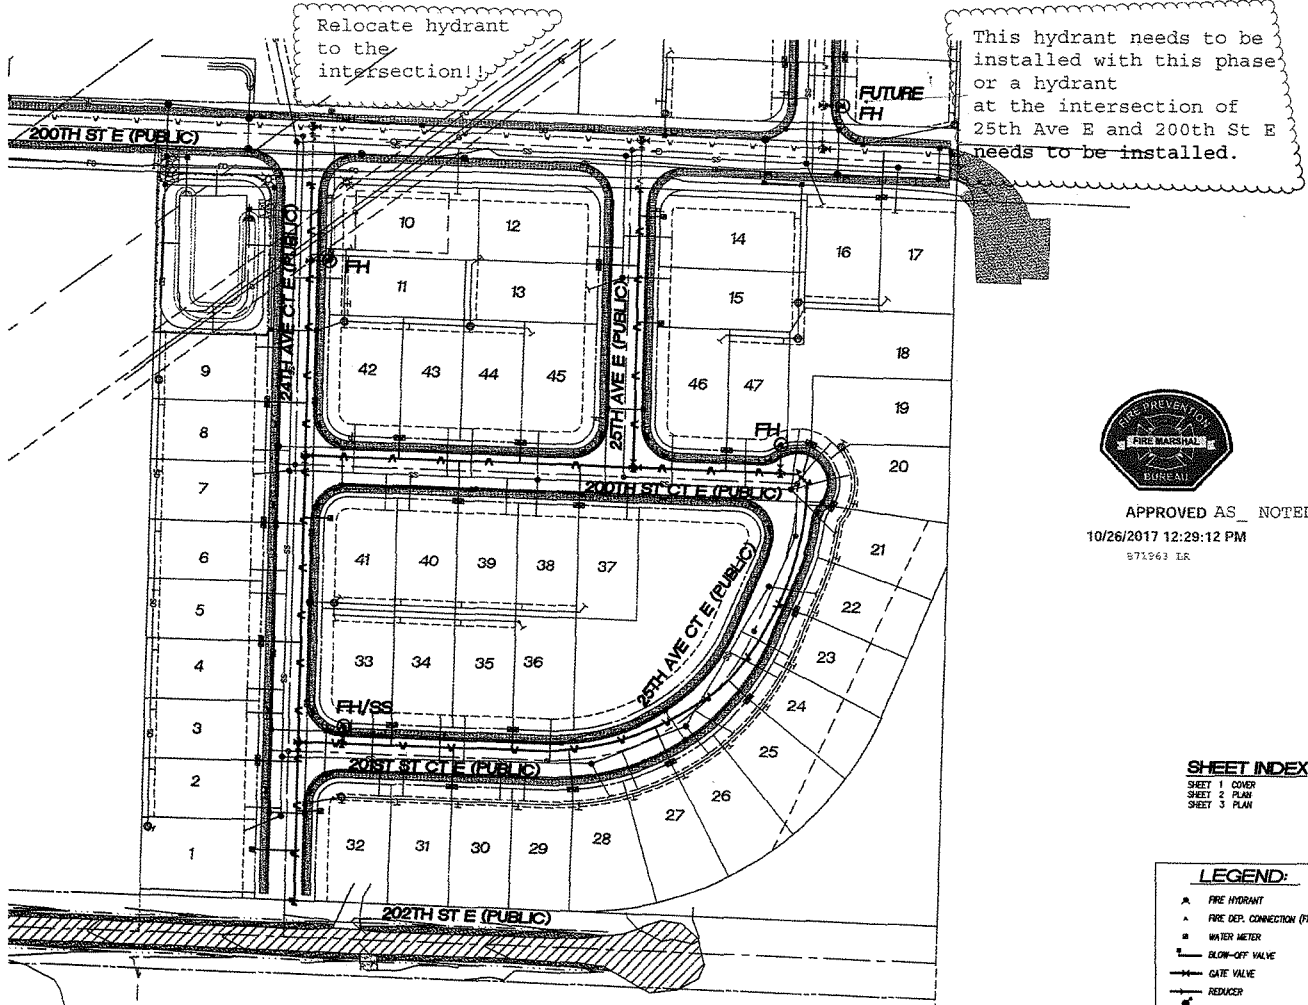 Relocate hydrant
to the
intersection!!
This hydrant needs to be
installed with this phase
or a hydrant
at the intersection of
25th Ave E and 200th St E
needs to be installed.
FUTURE
FH
200TH ST E (PUBLIC)
24TH AVE CT E (PUBLIC)
25TH AVE E (PUBLIC)
FH
10
12
11
13
14
15
16
17
42
43
44
45
46
47
18
19
20
9
8
7
6
5
4
3
2
1
FH
200TH ST CT E (PUBLIC)
41
40
39
38
37
33
34
35
36
25TH AVE CT E (PUBLIC)
21
22
23
24
25
26
27
28
FH/SS
201ST ST CT E (PUBLIC)
32
31
30
29
202TH ST E (PUBLIC)
FIRE PREVENTION
FIRE MARSHAL
BUREAU
APPROVED AS_ NOTED
10/26/2017 12:29:12 PM
871963 LR
SHEET INDEX
SHEET 1 COVER
SHEET 2 PLAN
SHEET 3 PLAN
LEGEND:
FIRE HYDRANT
FIRE DEP. CONNECTION (F
WATER METER
BLOW-OFF VALVE
GATE VALVE
REDUCER